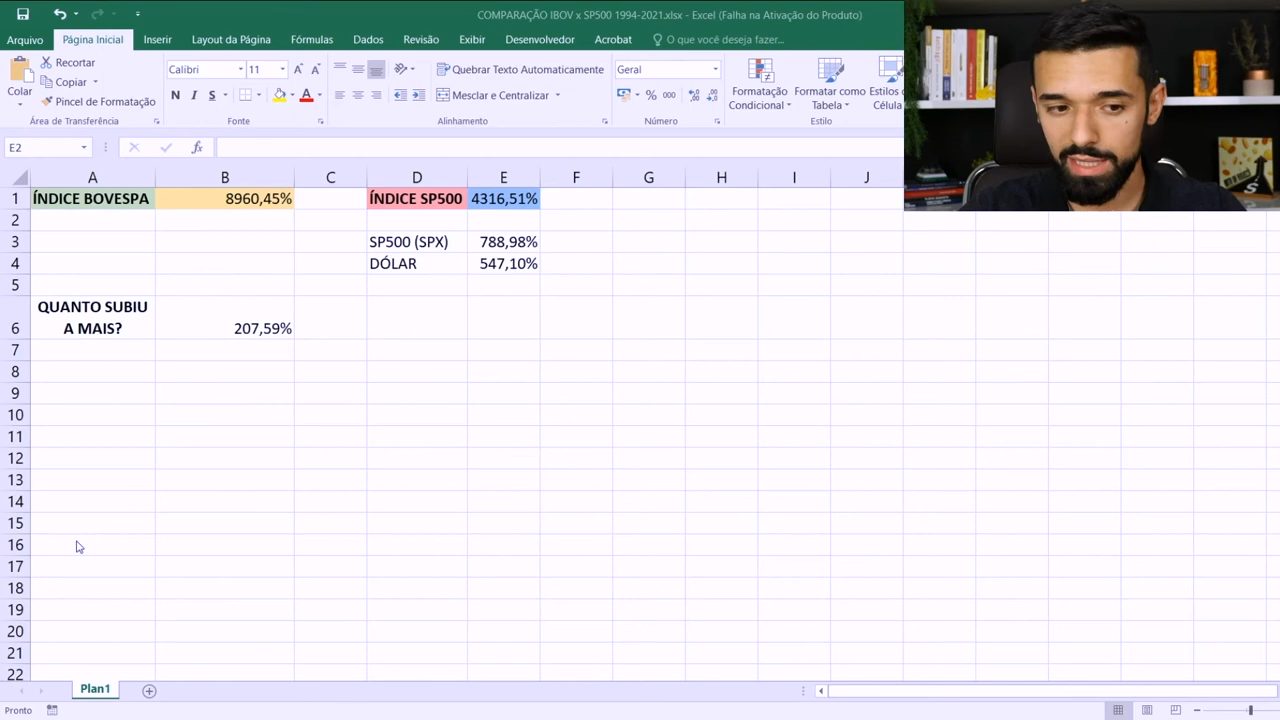 COMPARAÇÃO IBOV x SP500 1994-2021.xlsx - Excel (Falha na Ativação do Produto)
Arquivo Página Inicial Inserir Layout da Página Fórmulas Dados Revisão Exibir Desenvolvedor Acrobat O que você deseja fazer...
Colar
Recortar
Copiar
Pincel de Formatação
Área de Transferência
Calibri 11
N I S
Fonte
Quebrar Texto Automaticamente
Mesclar e Centralizar
Alinhamento
Geral
% 000
Número
Formatação Condicional
Formatar como Tabela
Estilos de Célula
Estilo
E2 fx
A B C D E F G H I J
1 ÍNDICE BOVESPA 8960,45% ÍNDICE SP500 4316,51%
2
3 SP500 (SPX) 788,98%
4 DÓLAR 547,10%
5
QUANTO SUBIU
6 A MAIS? 207,59%
7
8
9
10
11
12
13
14
15
16
17
18
19
20
21
22
Plan1
Pronto